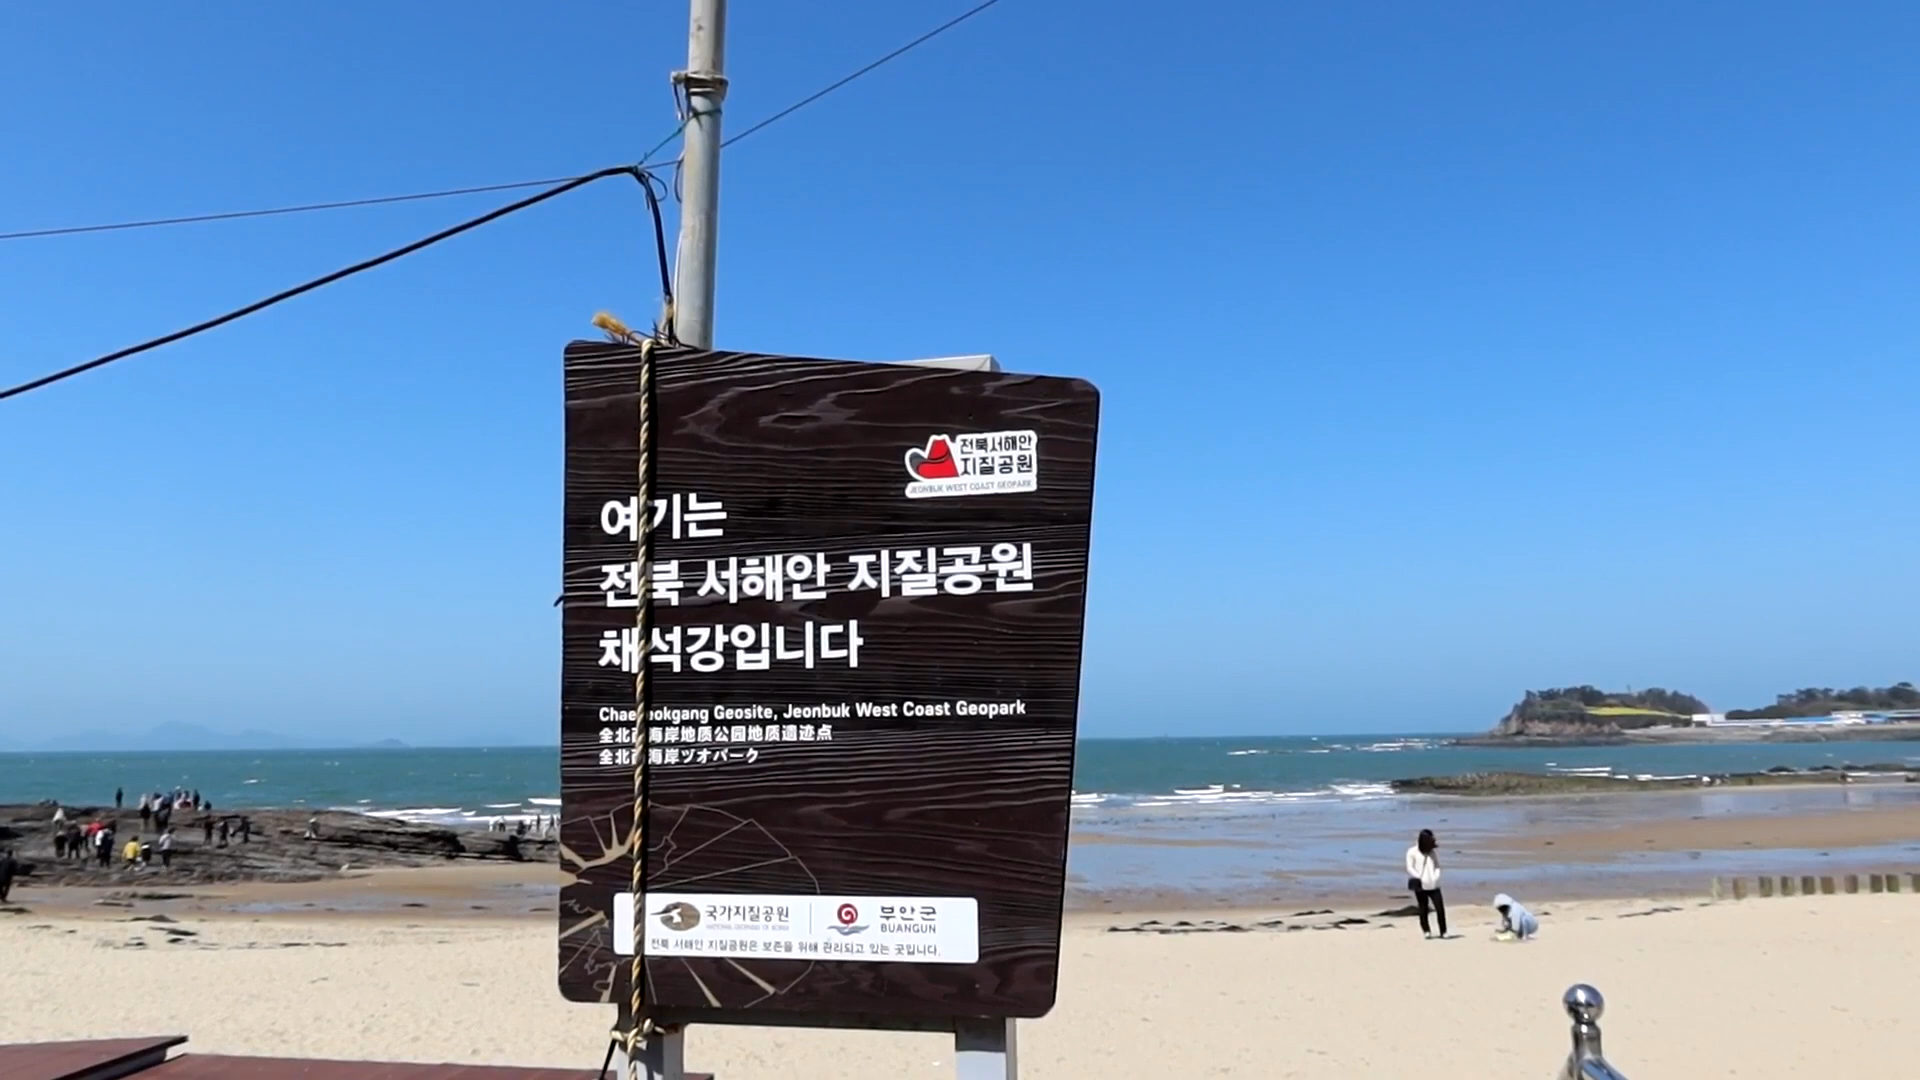 전북서해안
지질공원
JEONBUK WEST COAST GEOPARK
여기는
전북 서해안 지질공원
채석강입니다
Chaeseokgang Geosite, Jeonbuk West Coast Geopark
全北西海岸地质公园地质遗迹点
全北西海岸ジオパーク
국가지질공원
NATIONAL GEOPARKS OF KOREA
부안군
BUANGUN
전북 서해안 지질공원은 보존을 위해 관리되고 있는 곳입니다.